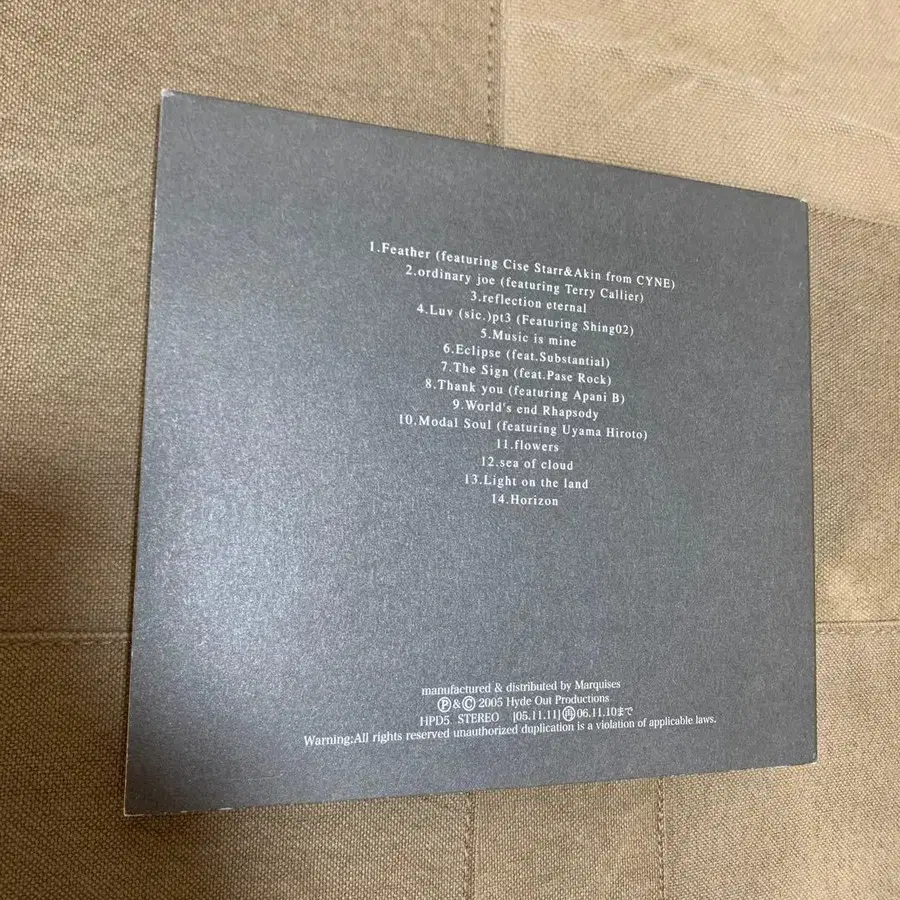 1.Feather (featuring Cise Starr&Akin from CYNE)
2.ordinary joe (featuring Terry Callier)
3.reflection eternal
4.Luv (sic.)pt3 (Featuring Shing02)
5.Music is mine
6.Eclipse (feat.Substantial)
7.The Sign (feat.Pase Rock)
8.Thank you (featuring Apani B)
9.World's end Rhapsody
10.Modal Soul (featuring Uyama Hiroto)
11.flowers
12.sea of cloud
13.Light on the land
14.Horizon
manufactured & distributed by Marquises
Ⓟ&© 2005 Hyde Out Productions
HPD5 STEREO [05.11.11]㊢06.11.10まで
Warning;All rights reserved unauthorized duplication is a violation of applicable laws.